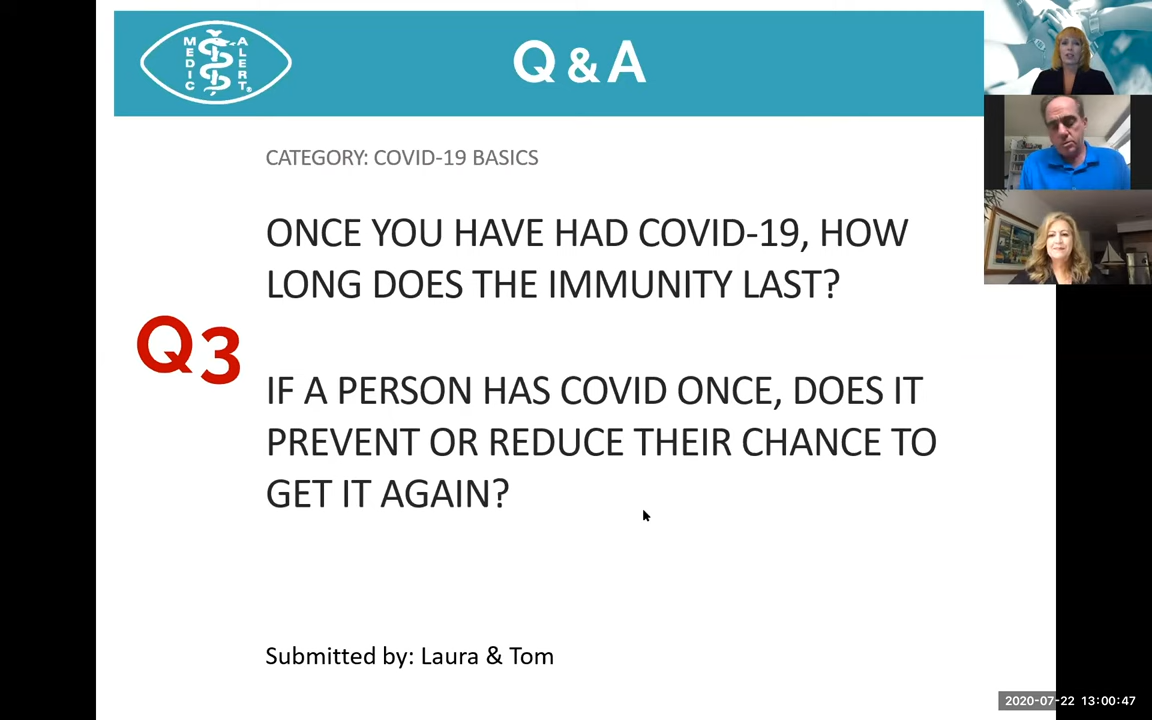 MEDIC ALERT®
Q & A
CATEGORY: COVID-19 BASICS
ONCE YOU HAVE HAD COVID-19, HOW
LONG DOES THE IMMUNITY LAST?
Q3
IF A PERSON HAS COVID ONCE, DOES IT
PREVENT OR REDUCE THEIR CHANCE TO
GET IT AGAIN?
Submitted by: Laura & Tom
2020-07-22 13:00:47